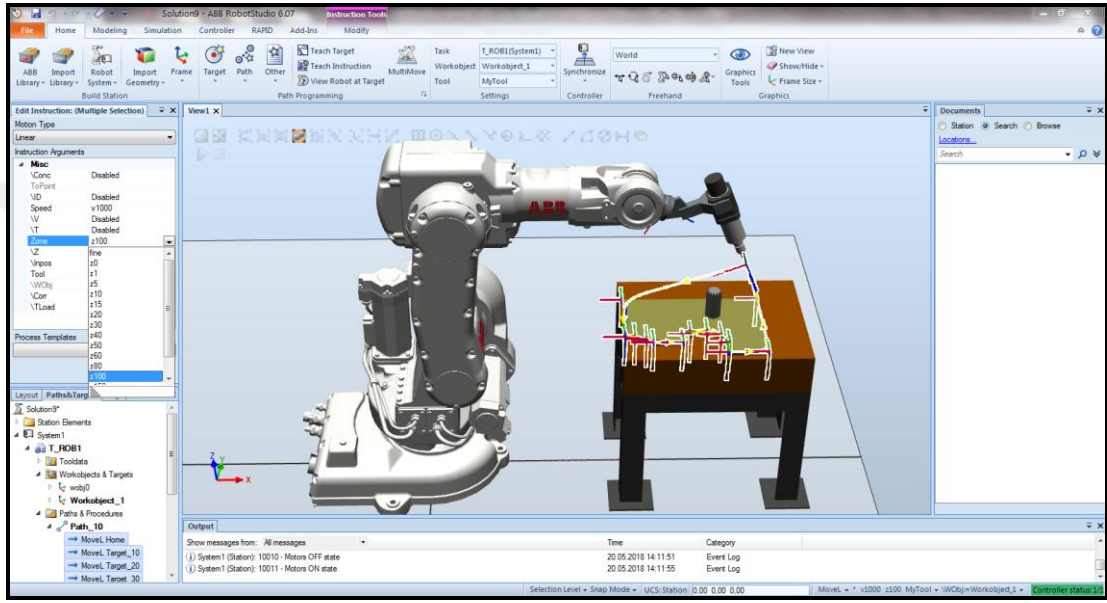 Solution9 - ABB RobotStudio 6.07
Instruction Tools
File Home Modeling Simulation Controller RAPID Add-Ins Modify
ABB Library
Import Library
Robot System
Import Geometry
Frame
Build Station
Target
Path
Other
Teach Target
Teach Instruction
View Robot at Target
MultiMove
Path Programming
Task T_ROB1(System1)
Workobject Workobject_1
Tool MyTool
Settings
Synchronize
Controller
World
Freehand
Graphics Tools
New View
Show/Hide
Frame Size
Graphics
Edit Instruction: (Multiple Selection)
Motion Type
Linear
Instruction Arguments
Misc
\Conc Disabled
ToPoint
\ID Disabled
Speed v1000
\V Disabled
\T Disabled
Zone z100
\Z fine
\Inpos z0
Tool z1
\WObj z5
\Corr z10
\TLoad z15
z20
z30
z40
z50
z60
z80
z100
Process Templates
View1
ABB
Z
Y
X
Documents
Station Search Browse
Locations...
Search
Layout Paths&Targ
Solution9*
Station Elements
System1
T_ROB1
Tooldata
Workobjects & Targets
wobj0
Workobject_1
Paths & Procedures
Path_10
MoveL Home
MoveL Target_10
MoveL Target_20
MoveL Target_30
Output
Show messages from: All messages Time Category
System1 (Station): 10010 - Motors OFF state 20.05.2018 14:11:51 Event Log
System1 (Station): 10011 - Motors ON state 20.05.2018 14:11:55 Event Log
Selection Level Snap Mode UCS: Station 0,00 0,00 0,00 MoveL * v1000 z100 MyTool \WObj:=Workobject_1 Controller status: 1/1